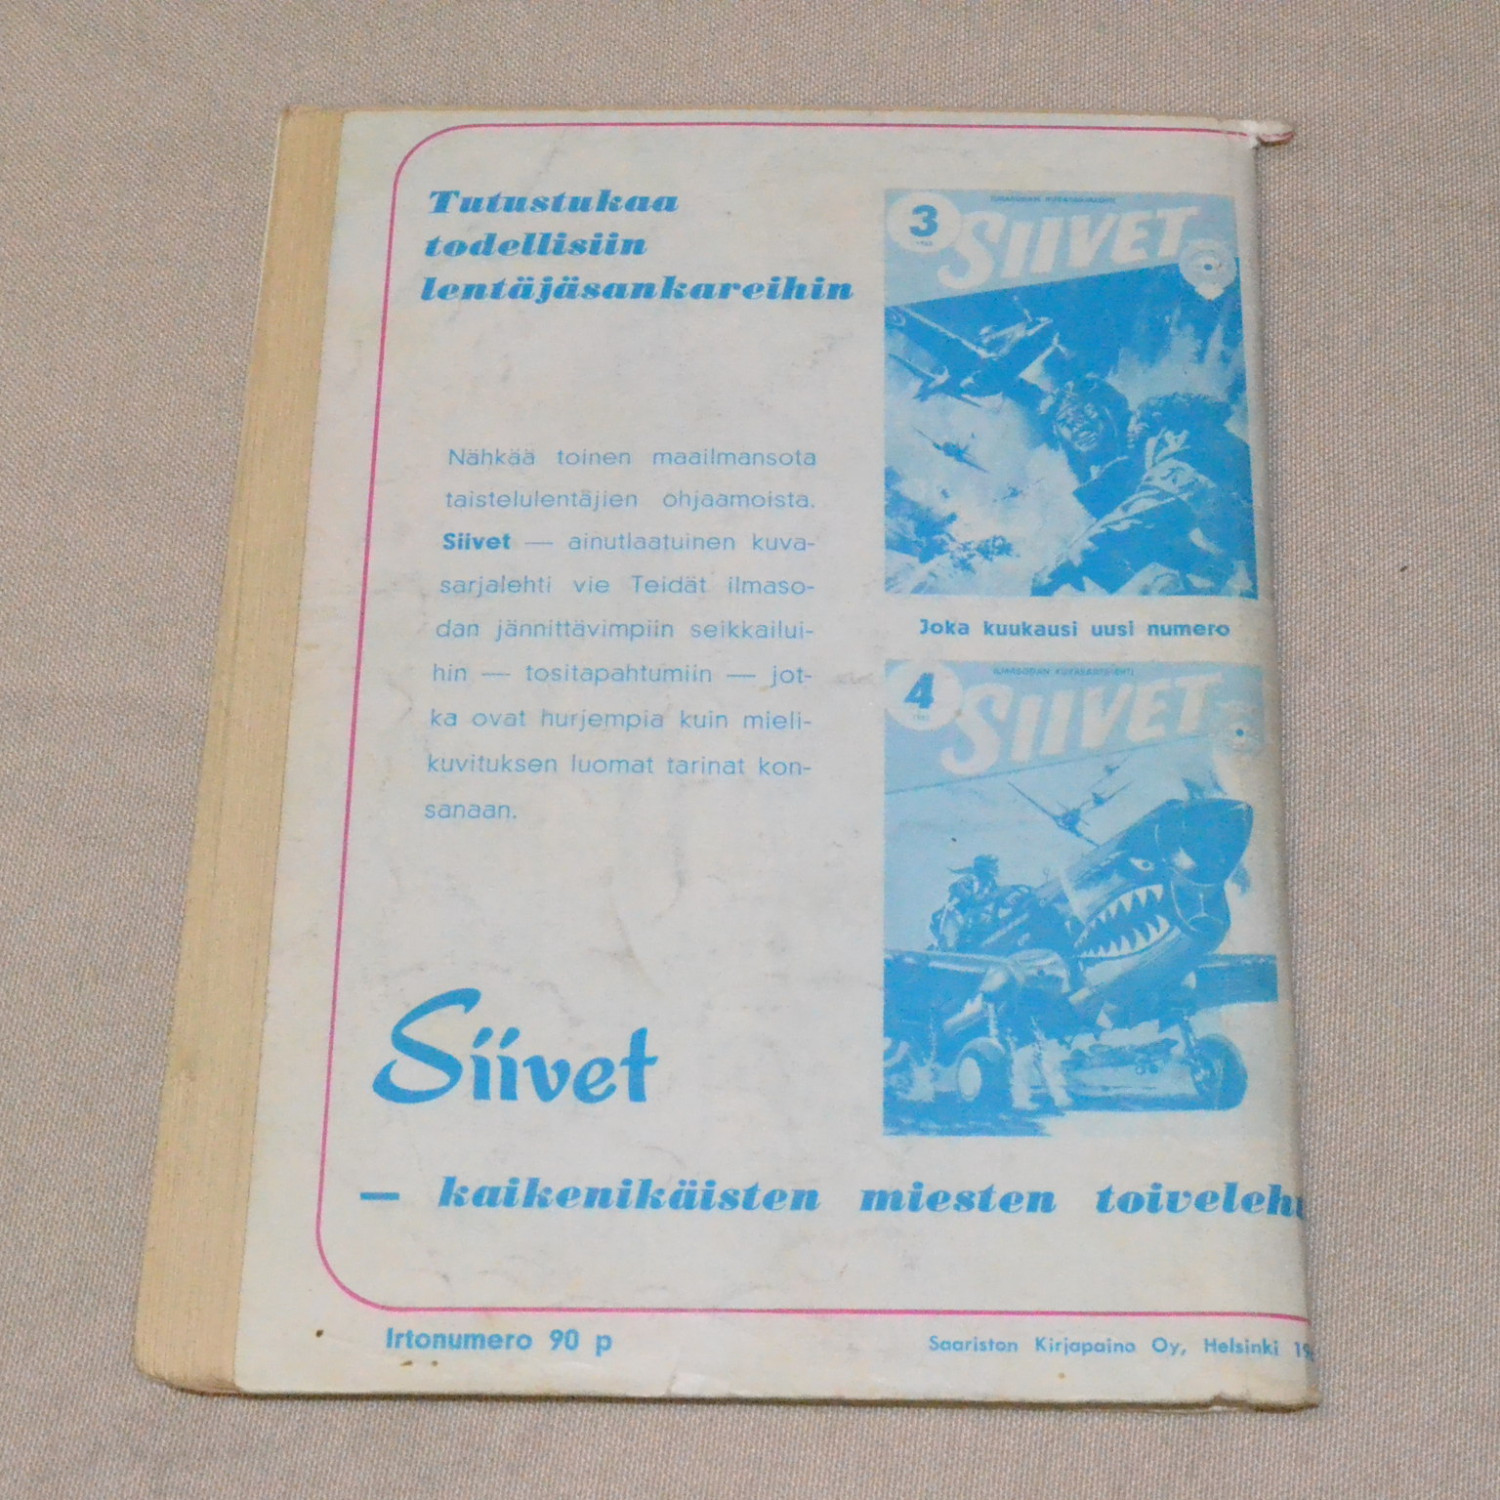 Tutustukaa
todellisiin
lentäjäsankareihin
Nähkää toinen maailmansota
taistelulentäjien ohjaamoista.
Siivet — ainutlaatuinen kuva-
sarjalehti vie Teidät ilmaso-
dan jännittävimpiin seikkailui-
hin — tositapahtumiin — jot-
ka ovat hurjempia kuin mieli-
kuvituksen luomat tarinat kon-
sanaan.
3
SIIVET
Joka kuukausi uusi numero
4
SIIVET
Siivet
— kaikenikäisten miesten
Irtonumero 90 p
Saariston Kirjapaino Oy, Helsinki